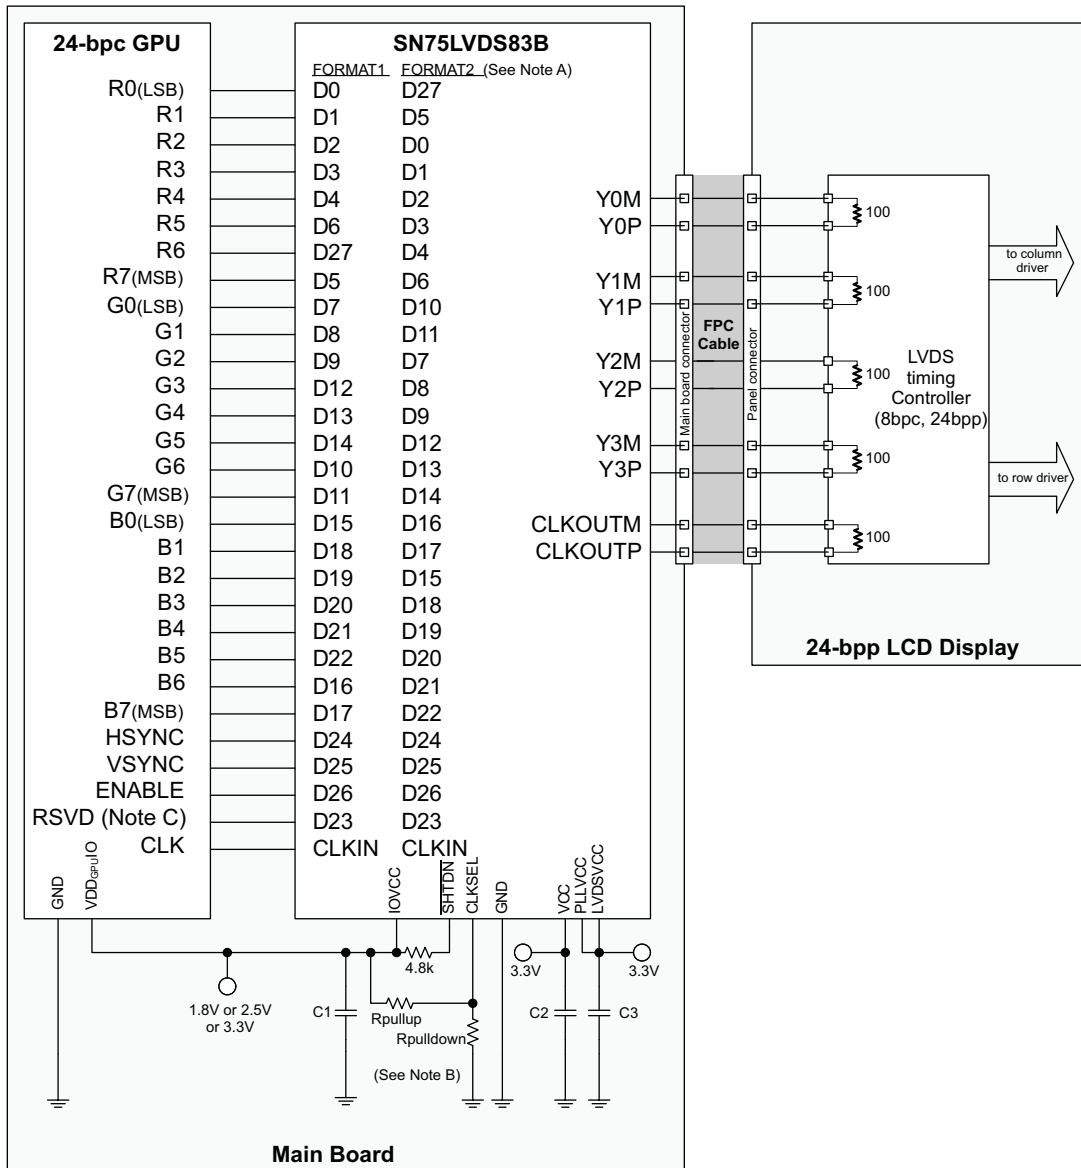 24-bpc GPU
SN75LVDS83B
FORMAT1 FORMAT2 (See Note A)
R0(LSB) D0 D27
R1 D1 D5
R2 D2 D0
R3 D3 D1
R4 D4 D2
R5 D6 D3
R6 D27 D4
R7(MSB) D5 D6
G0(LSB) D7 D10
G1 D8 D11
G2 D9 D7
G3 D12 D8
G4 D13 D9
G5 D14 D12
G6 D10 D13
G7(MSB) D11 D14
B0(LSB) D15 D16
B1 D18 D17
B2 D19 D15
B3 D20 D18
B4 D21 D19
B5 D22 D20
B6 D16 D21
B7(MSB) D17 D22
HSYNC D24 D24
VSYNC D25 D25
ENABLE D26 D26
RSVD (Note C) D23 D23
CLK CLKIN CLKIN
Y0M
Y0P
Y1M
Y1P
Y2M
Y2P
Y3M
Y3P
CLKOUTM
CLKOUTP
Main board connector
FPC
Cable
Panel connector
100
100
100
100
100
LVDS
timing
Controller
(8bpc, 24bpp)
to column
driver
to row driver
24-bpp LCD Display
GND
VDDGPUIO
IOVCC
SHTDN
CLKSEL
GND
VCC
PLLVCC
LVDSVCC
4.8k
3.3V
3.3V
1.8V or 2.5V
or 3.3V
C1
Rpullup
Rpulldown
C2
C3
(See Note B)
Main Board